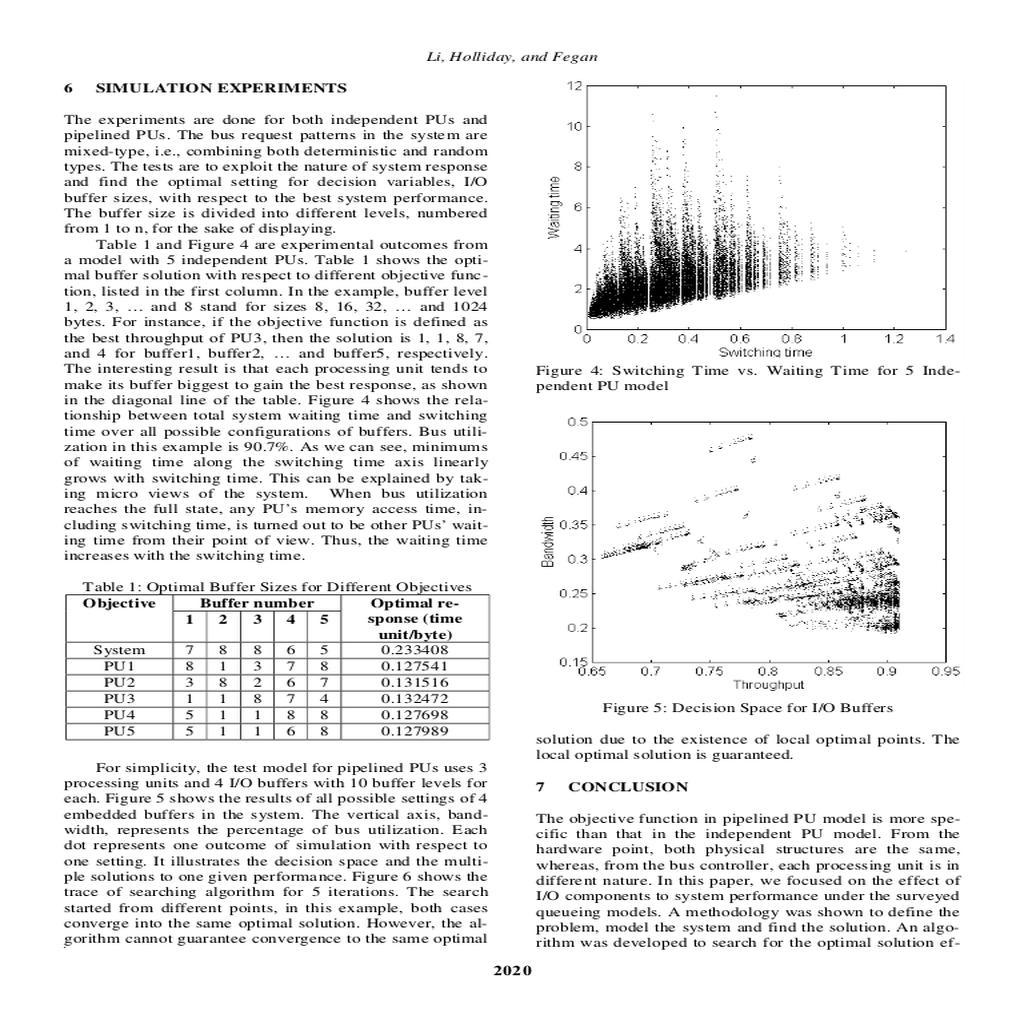 Li, Holliday, and Fegan
6 SIMULATION EXPERIMENTS
The experiments are done for both independent PUs and
pipelined PUs. The bus request patterns in the system are
mixed-type, i.e., combining both deterministic and random
types. The tests are to exploit the nature of system response
and find the optimal setting for decision variables, I/O
buffer sizes, with respect to the best system performance.
The buffer size is divided into different levels, numbered
from 1 to n, for the sake of displaying.
Table 1 and Figure 4 are experimental outcomes from
a model with 5 independent PUs. Table 1 shows the opti-
mal buffer solution with respect to different objective func-
tion, listed in the first column. In the example, buffer level
1, 2, 3, … and 8 stand for sizes 8, 16, 32, … and 1024
bytes. For instance, if the objective function is defined as
the best throughput of PU3, then the solution is 1, 1, 8, 7,
and 4 for buffer1, buffer2, … and buffer5, respectively.
The interesting result is that each processing unit tends to
make its buffer biggest to gain the best response, as shown
in the diagonal line of the table. Figure 4 shows the rela-
tionship between total system waiting time and switching
time over all possible configurations of buffers. Bus utili-
zation in this example is 90.7%. As we can see, minimums
of waiting time along the switching time axis linearly
grows with switching time. This can be explained by tak-
ing micro views of the system. When bus utilization
reaches the full state, any PU's memory access time, in-
cluding switching time, is turned out to be other PUs' wait-
ing time from their point of view. Thus, the waiting time
increases with the switching time.
Table 1: Optimal Buffer Sizes for Different Objectives
Objective Buffer number Optimal re-
1 2 3 4 5 sponse (time
unit/byte)
System 7 8 8 6 5 0.233408
PU1 8 1 3 7 8 0.127541
PU2 3 8 2 6 7 0.131516
PU3 1 1 8 7 4 0.132472
PU4 5 1 1 8 8 0.127698
PU5 5 1 1 6 8 0.127989
For simplicity, the test model for pipelined PUs uses 3
processing units and 4 I/O buffers with 10 buffer levels for
each. Figure 5 shows the results of all possible settings of 4
embedded buffers in the system. The vertical axis, band-
width, represents the percentage of bus utilization. Each
dot represents one outcome of simulation with respect to
one setting. It illustrates the decision space and the multi-
ple solutions to one given performance. Figure 6 shows the
trace of searching algorithm for 5 iterations. The search
started from different points, in this example, both cases
converge into the same optimal solution. However, the al-
gorithm cannot guarantee convergence to the same optimal
12
10
8
6
4
2
0
Waiting time
0 0.2 0.4 0.6 0.8 1 1.2 1.4
Switching time
Figure 4: Switching Time vs. Waiting Time for 5 Inde-
pendent PU model
0.5
0.45
0.4
0.35
0.3
0.25
0.2
0.15
Bandwidth
0.65 0.7 0.75 0.8 0.85 0.9 0.95
Throughput
Figure 5: Decision Space for I/O Buffers
solution due to the existence of local optimal points. The
local optimal solution is guaranteed.
7 CONCLUSION
The objective function in pipelined PU model is more spe-
cific than that in the independent PU model. From the
hardware point, both physical structures are the same,
whereas, from the bus controller, each processing unit is in
different nature. In this paper, we focused on the effect of
I/O components to system performance under the surveyed
queueing models. A methodology was shown to define the
problem, model the system and find the solution. An algo-
rithm was developed to search for the optimal solution ef-
2020